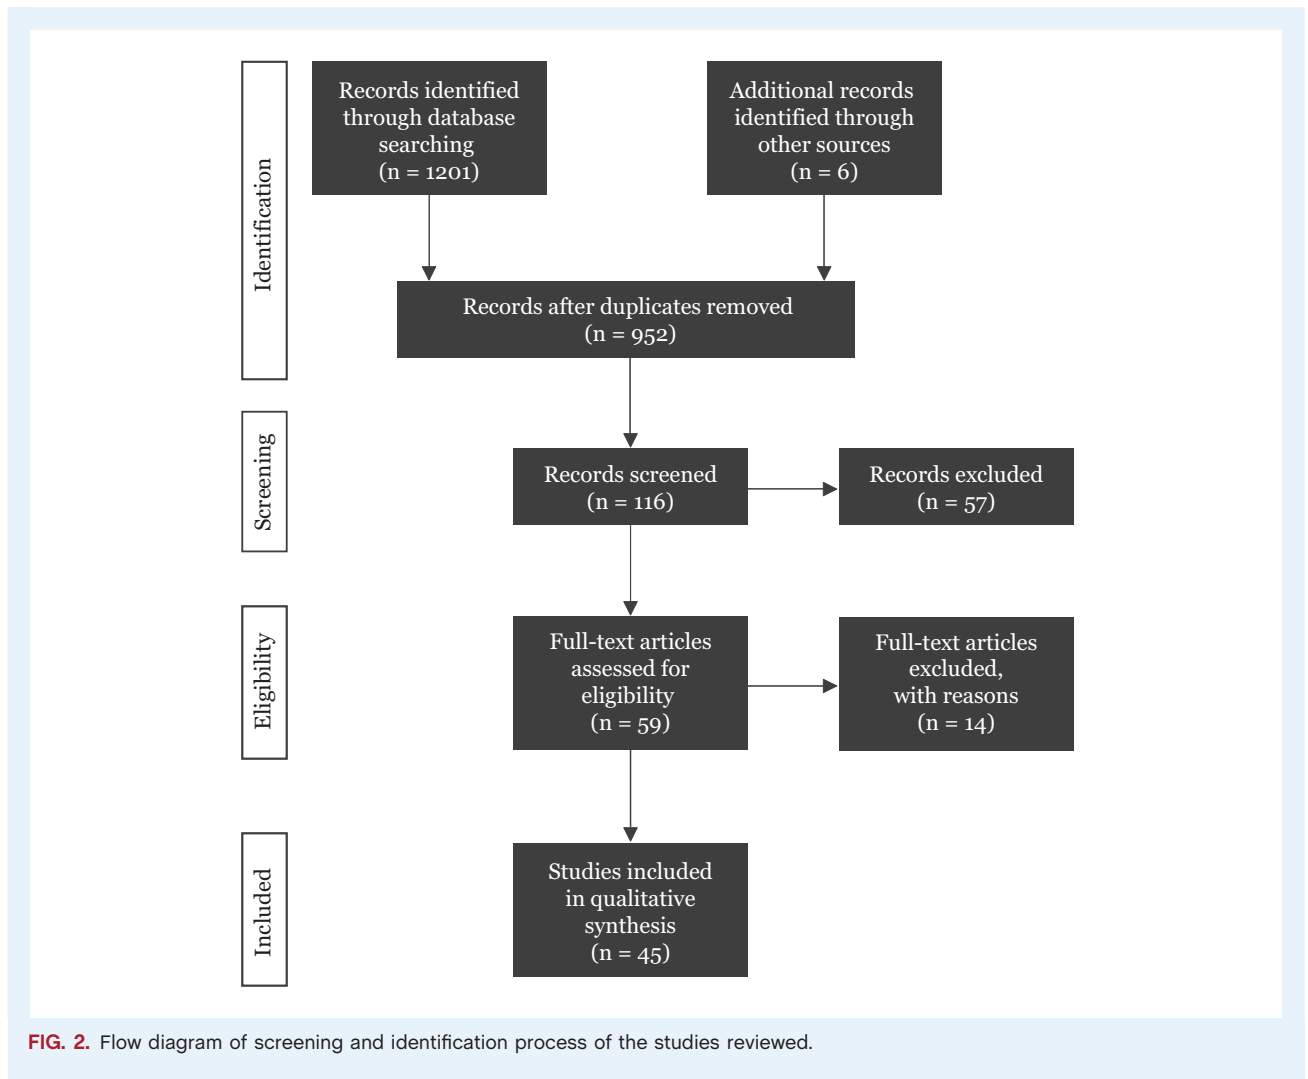 Identification
Records identified
through database
searching
(n = 1201)
Additional records
identified through
other sources
(n = 6)
Records after duplicates removed
(n = 952)
Screening
Records screened
(n = 116)
Records excluded
(n = 57)
Eligibility
Full-text articles
assessed for
eligibility
(n = 59)
Full-text articles
excluded,
with reasons
(n = 14)
Included
Studies included
in qualitative
synthesis
(n = 45)
FIG. 2. Flow diagram of screening and identification process of the studies reviewed.